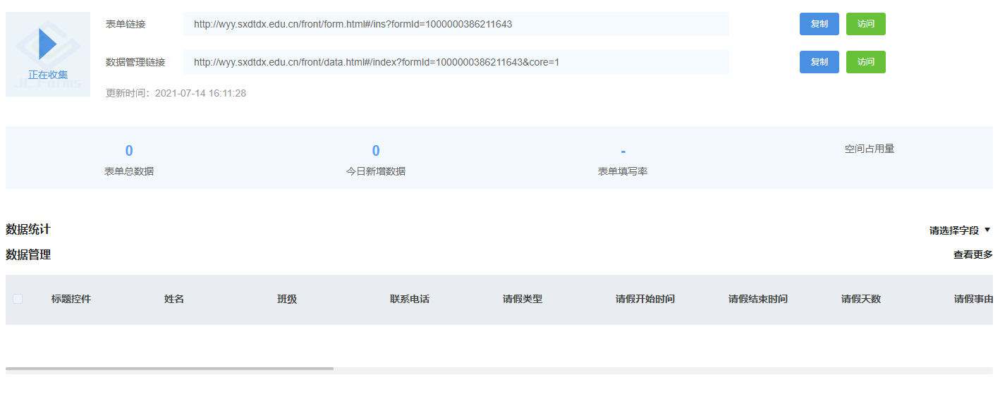 正在收集
JC Forms
表单链接 http://wyy.sxdtdx.edu.cn/front/form.html#/ins?formId=1000000386211643 复制 访问
数据管理链接 http://wyy.sxdtdx.edu.cn/front/data.html#/index?formId=1000000386211643&core=1 复制 访问
更新时间：2021-07-14 16:11:28
0 0 - 空间占用量
表单总数据 今日新增数据 表单填写率
数据统计 请选择字段 ▼
数据管理 查看更多
标题控件 姓名 班级 联系电话 请假类型 请假开始时间 请假结束时间 请假天数 请假事由